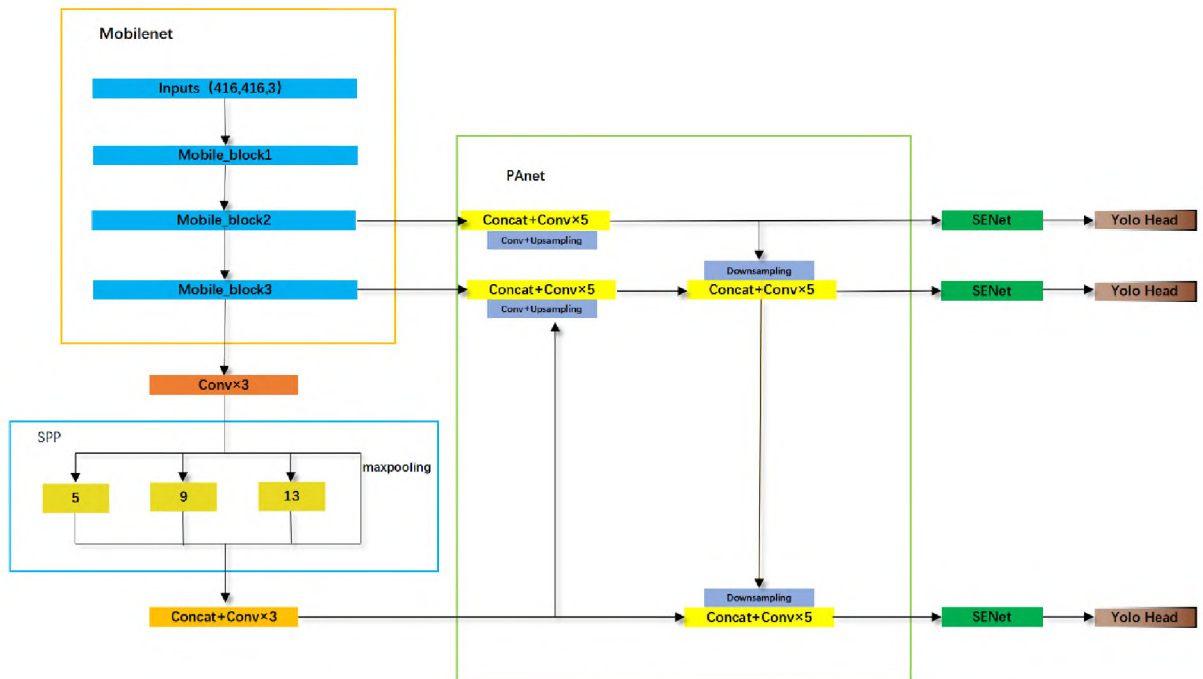 Mobilenet
Inputs (416,416,3)
Mobile_block1
Mobile_block2
Mobile_block3
Conv×3
SPP
maxpooling
5
9
13
Concat+Conv×3
PAnet
Concat+Conv×5
Conv+Upsampling
Concat+Conv×5
Conv+Upsampling
Downsampling
Concat+Conv×5
Downsampling
Concat+Conv×5
SENet
Yolo Head
SENet
Yolo Head
SENet
Yolo Head